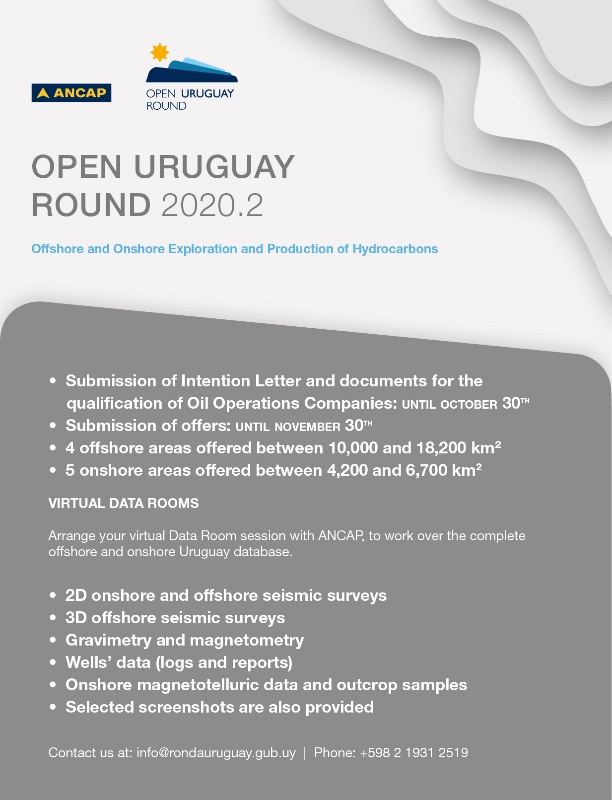 ANCAP
OPEN URUGUAY
ROUND
OPEN URUGUAY
ROUND 2020.2
Offshore and Onshore Exploration and Production of Hydrocarbons
• Submission of Intention Letter and documents for the
qualification of Oil Operations Companies: UNTIL OCTOBER 30TH
• Submission of offers: UNTIL NOVEMBER 30TH
• 4 offshore areas offered between 10,000 and 18,200 km²
• 5 onshore areas offered between 4,200 and 6,700 km²
VIRTUAL DATA ROOMS
Arrange your virtual Data Room session with ANCAP, to work over the complete
offshore and onshore Uruguay database.
• 2D onshore and offshore seismic surveys
• 3D offshore seismic surveys
• Gravimetry and magnetometry
• Wells’ data (logs and reports)
• Onshore magnetotelluric data and outcrop samples
• Selected screenshots are also provided
Contact us at: info@rondauruguay.gub.uy | Phone: +598 2 1931 2519